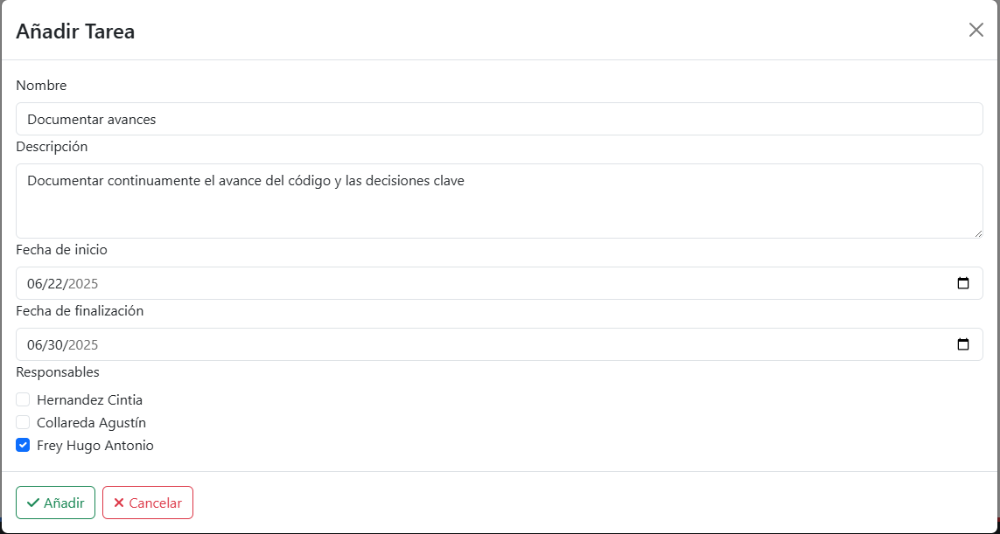 Añadir Tarea
Nombre
Documentar avances
Descripción
Documentar continuamente el avance del código y las decisiones clave
Fecha de inicio
06/22/2025
Fecha de finalización
06/30/2025
Responsables
Hernandez Cintia
Collareda Agustín
Frey Hugo Antonio
Añadir Cancelar